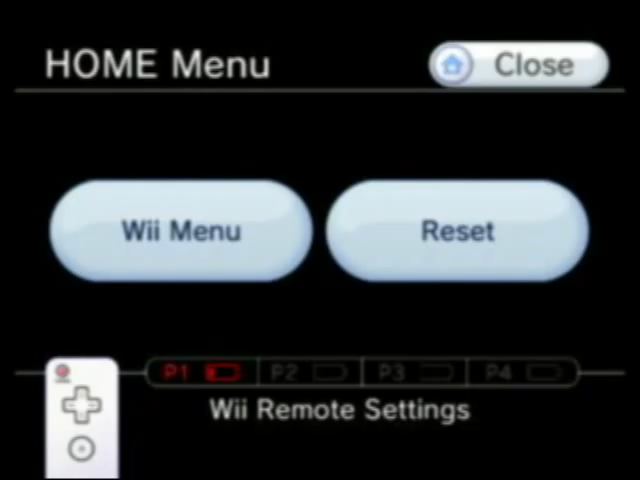 HOME Menu
Close
Wii Menu
Reset
P1 P2 P3 P4
Wii Remote Settings